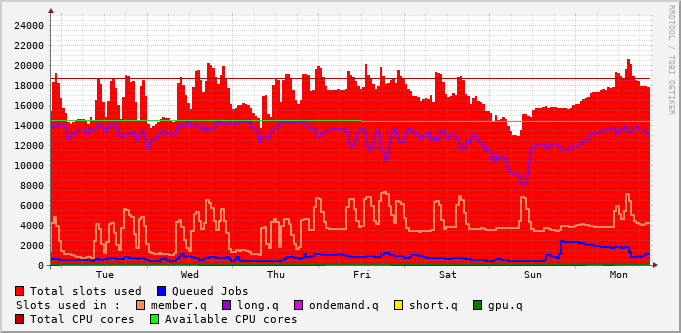 RRDTOOL / TOBI OETIKER
24000
22000
20000
18000
16000
14000
12000
10000
8000
6000
4000
2000
0
Tue Wed Thu Fri Sat Sun Mon
Total slots used Queued Jobs
Slots used in : member.q long.q ondemand.q short.q gpu.q
Total CPU cores Available CPU cores